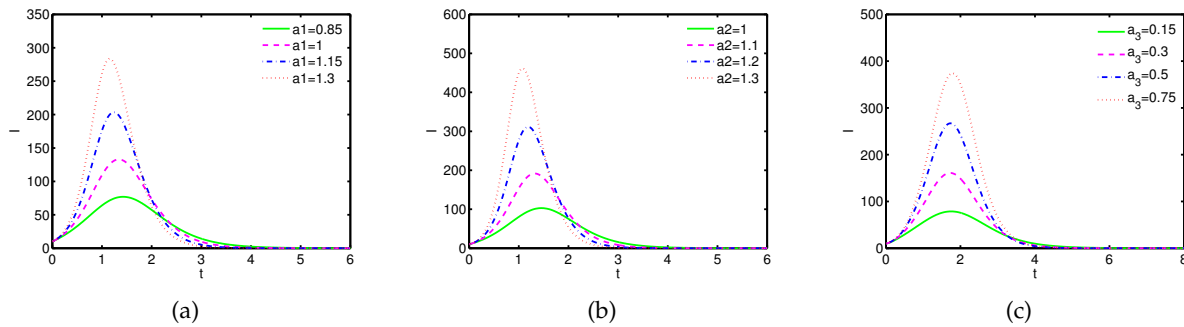 350
300
250
200
150
100
50
0
I
0 1 2 3 4 5 6
t
a1=0.85
a1=1
a1=1.15
a1=1.3
(a)
600
500
400
300
200
100
0
I
0 1 2 3 4 5 6
t
a2=1
a2=1.1
a2=1.2
a2=1.3
(b)
500
400
300
200
100
0
I
0 2 4 6 8
t
a₃=0.15
a₃=0.3
a₃=0.5
a₃=0.75
(c)